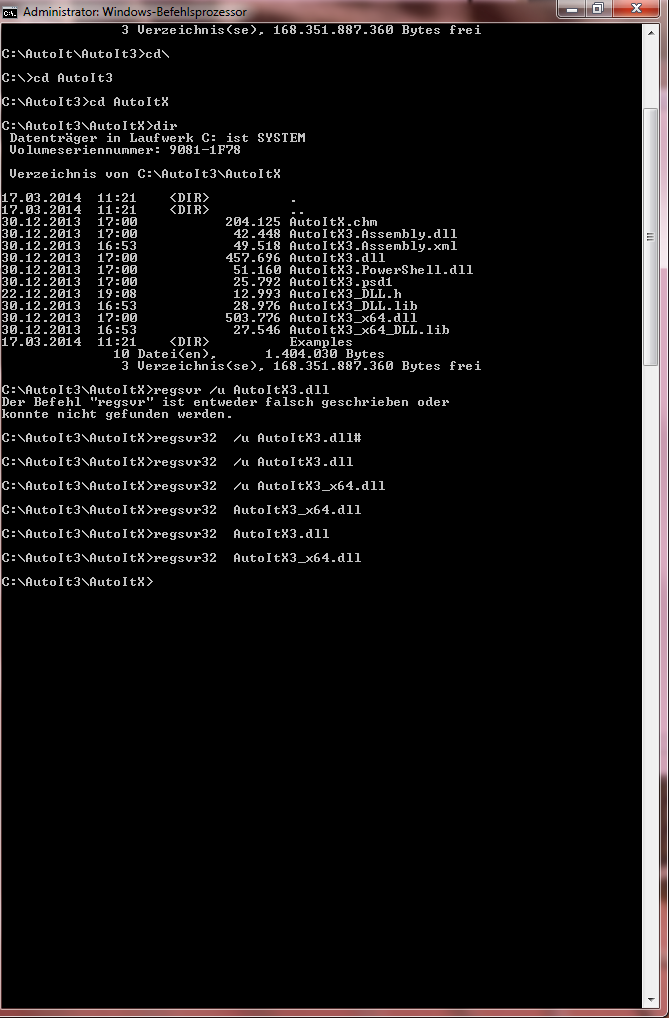 Administrator: Windows-Befehlsprozessor
3 Verzeichnis(se), 168.351.887.360 Bytes frei
C:\AutoIt\AutoIt3>cd\
C:\>cd AutoIt3
C:\AutoIt3>cd AutoItX
C:\AutoIt3\AutoItX>dir
Datenträger in Laufwerk C: ist SYSTEM
Volumeseriennummer: 9081-1F78
Verzeichnis von C:\AutoIt3\AutoItX
17.03.2014  11:21    <DIR>          .
17.03.2014  11:21    <DIR>          ..
30.12.2013  17:00           204.125 AutoItX.chm
30.12.2013  17:00            42.448 AutoItX3.Assembly.dll
30.12.2013  16:53            49.518 AutoItX3.Assembly.xml
30.12.2013  17:00           457.696 AutoItX3.dll
30.12.2013  17:00            51.160 AutoItX3.PowerShell.dll
30.12.2013  17:00            25.792 AutoItX3.psd1
22.12.2013  19:08            12.993 AutoItX3_DLL.h
30.12.2013  16:53            28.976 AutoItX3_DLL.lib
30.12.2013  17:00           503.776 AutoItX3_x64.dll
30.12.2013  16:53            27.546 AutoItX3_x64_DLL.lib
17.03.2014  11:21    <DIR>          Examples
10 Datei(en),      1.404.030 Bytes
3 Verzeichnis(se), 168.351.887.360 Bytes frei
C:\AutoIt3\AutoItX>regsvr /u AutoItX3.dll
Der Befehl "regsvr" ist entweder falsch geschrieben oder
konnte nicht gefunden werden.
C:\AutoIt3\AutoItX>regsvr32  /u AutoItX3.dll#
C:\AutoIt3\AutoItX>regsvr32  /u AutoItX3.dll
C:\AutoIt3\AutoItX>regsvr32  /u AutoItX3_x64.dll
C:\AutoIt3\AutoItX>regsvr32  AutoItX3_x64.dll
C:\AutoIt3\AutoItX>regsvr32  AutoItX3.dll
C:\AutoIt3\AutoItX>regsvr32  AutoItX3_x64.dll
C:\AutoIt3\AutoItX>